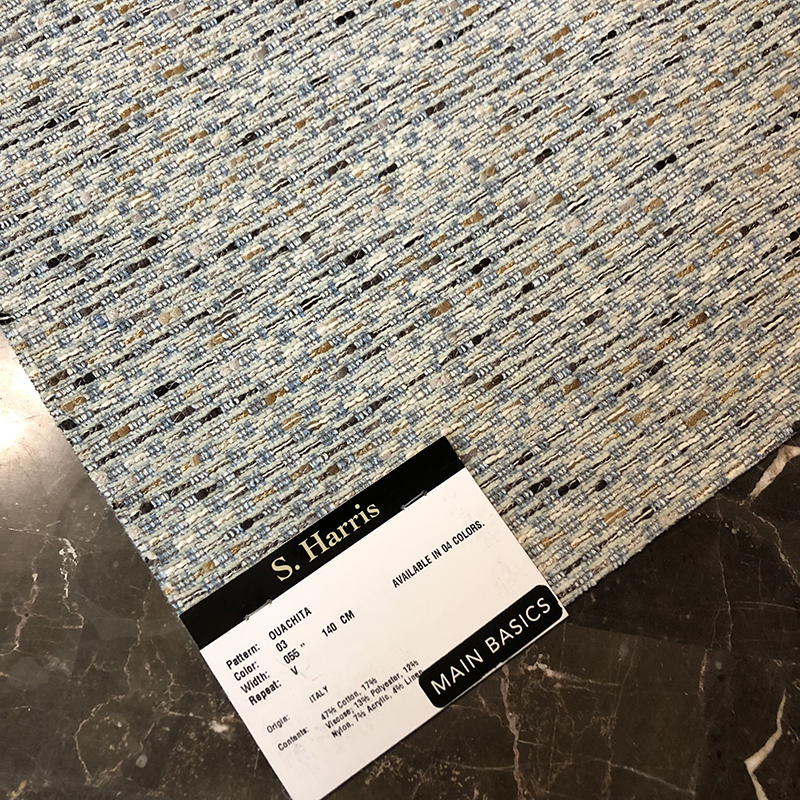 S. Harris
Pattern: OUACHITA
Color: 03
Width: 055 " 140 CM
Repeat: V
AVAILABLE IN 04 COLORS.
Origin: ITALY
Contents: 47% Cotton, 17%
Viscose, 13% Polyester, 12%
Nylon, 7% Acrylic, 4% Linen
MAIN BASICS